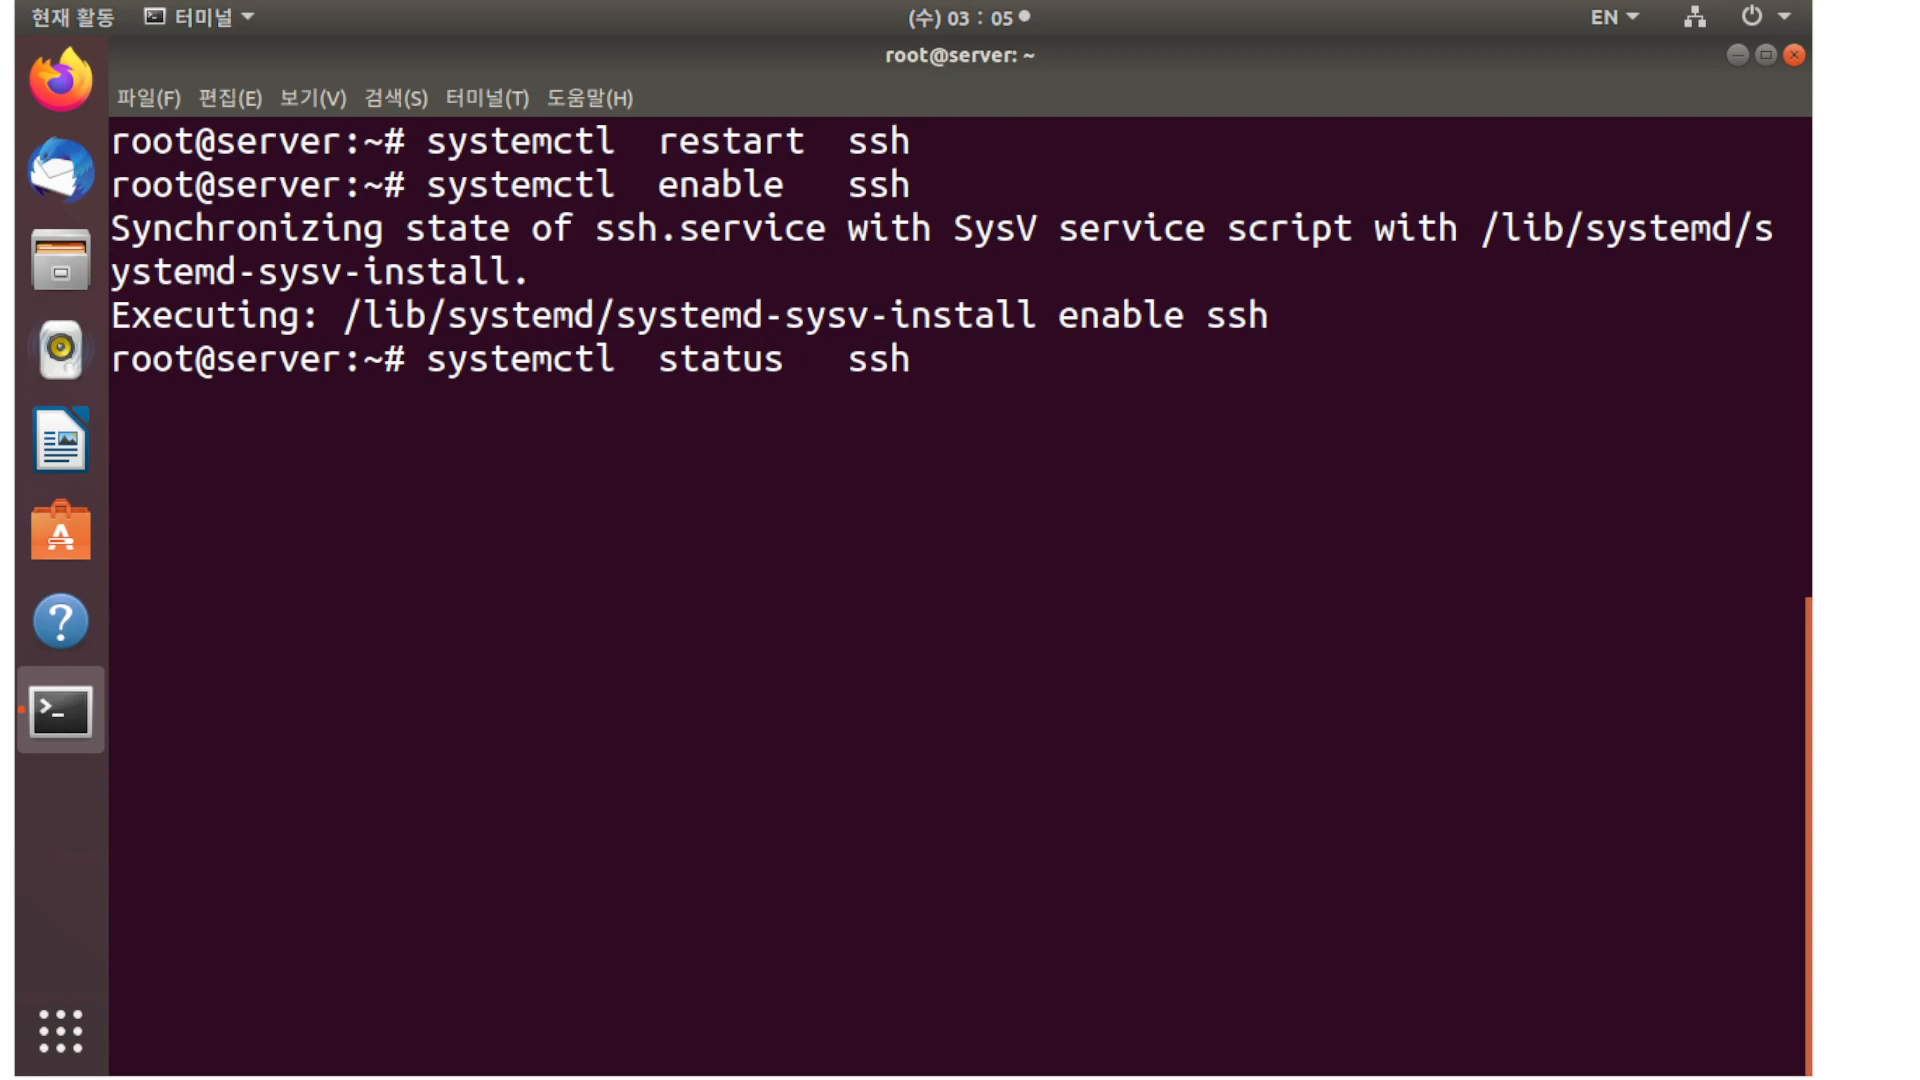 현재 활동 터미널 (수) 03 : 05 EN
root@server: ~
파일(F) 편집(E) 보기(V) 검색(S) 터미널(T) 도움말(H)
root@server:~# systemctl  restart  ssh
root@server:~# systemctl  enable   ssh
Synchronizing state of ssh.service with SysV service script with /lib/systemd/s
ystemd-sysv-install.
Executing: /lib/systemd/systemd-sysv-install enable ssh
root@server:~# systemctl  status   ssh